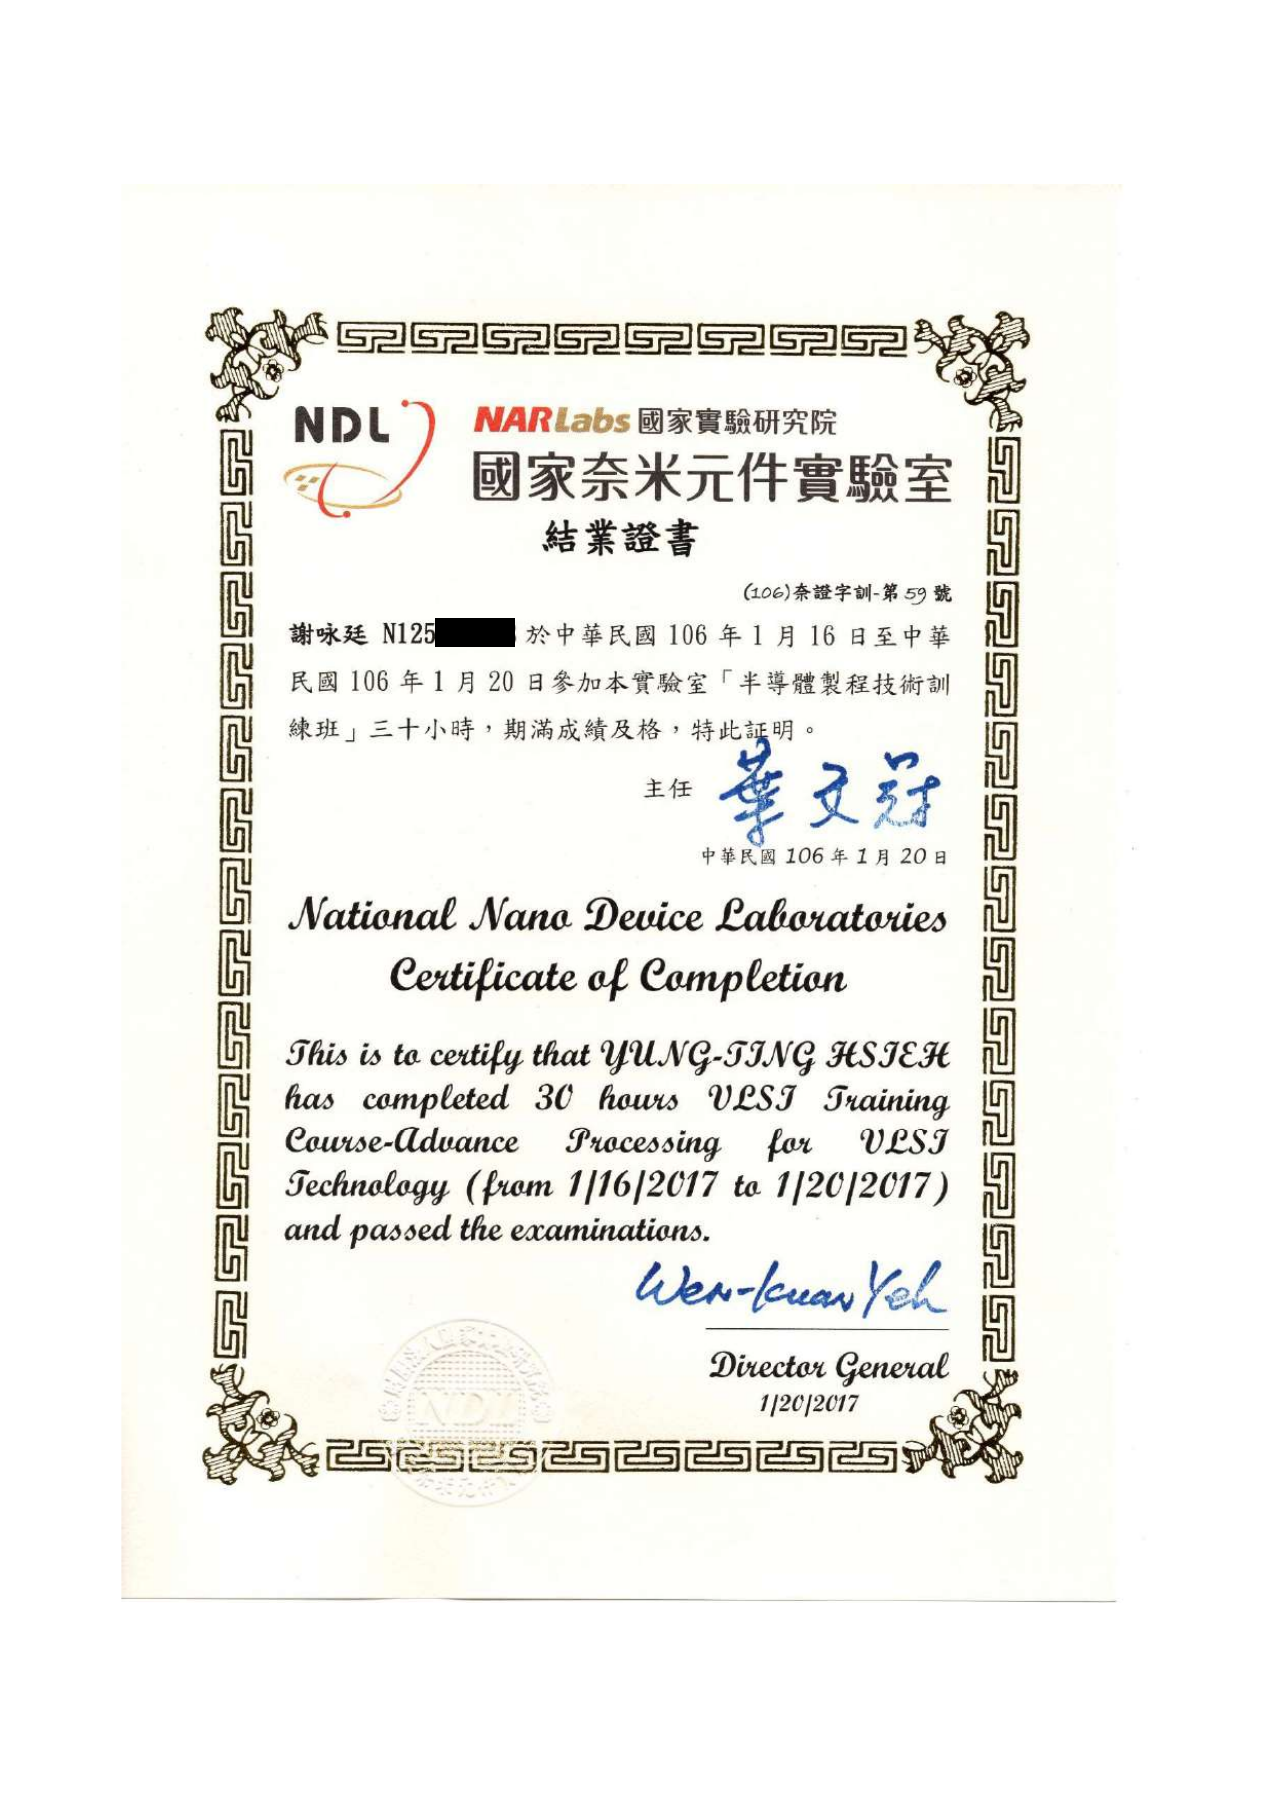 NDL
NARLabs 國家實驗研究院
國家奈米元件實驗室
結業證書
(106)奈證字訓-第59號
謝咏廷 N125 於中華民國 106 年 1 月 16 日至中華
民國 106 年 1 月 20 日參加本實驗室「半導體製程技術訓
練班」三十小時，期滿成績及格，特此証明。
主任 葉文冠
中華民國 106 年 1 月 20 日
National Nano Device Laboratories
Certificate of Completion
This is to certify that YUNG-TING HSIEH
has completed 30 hours VLSI Training
Course-Advance Processing for VLSI
Technology (from 1/16/2017 to 1/20/2017)
and passed the examinations.
Wen-Kuan Yeh
Director General
1/20/2017
NDL